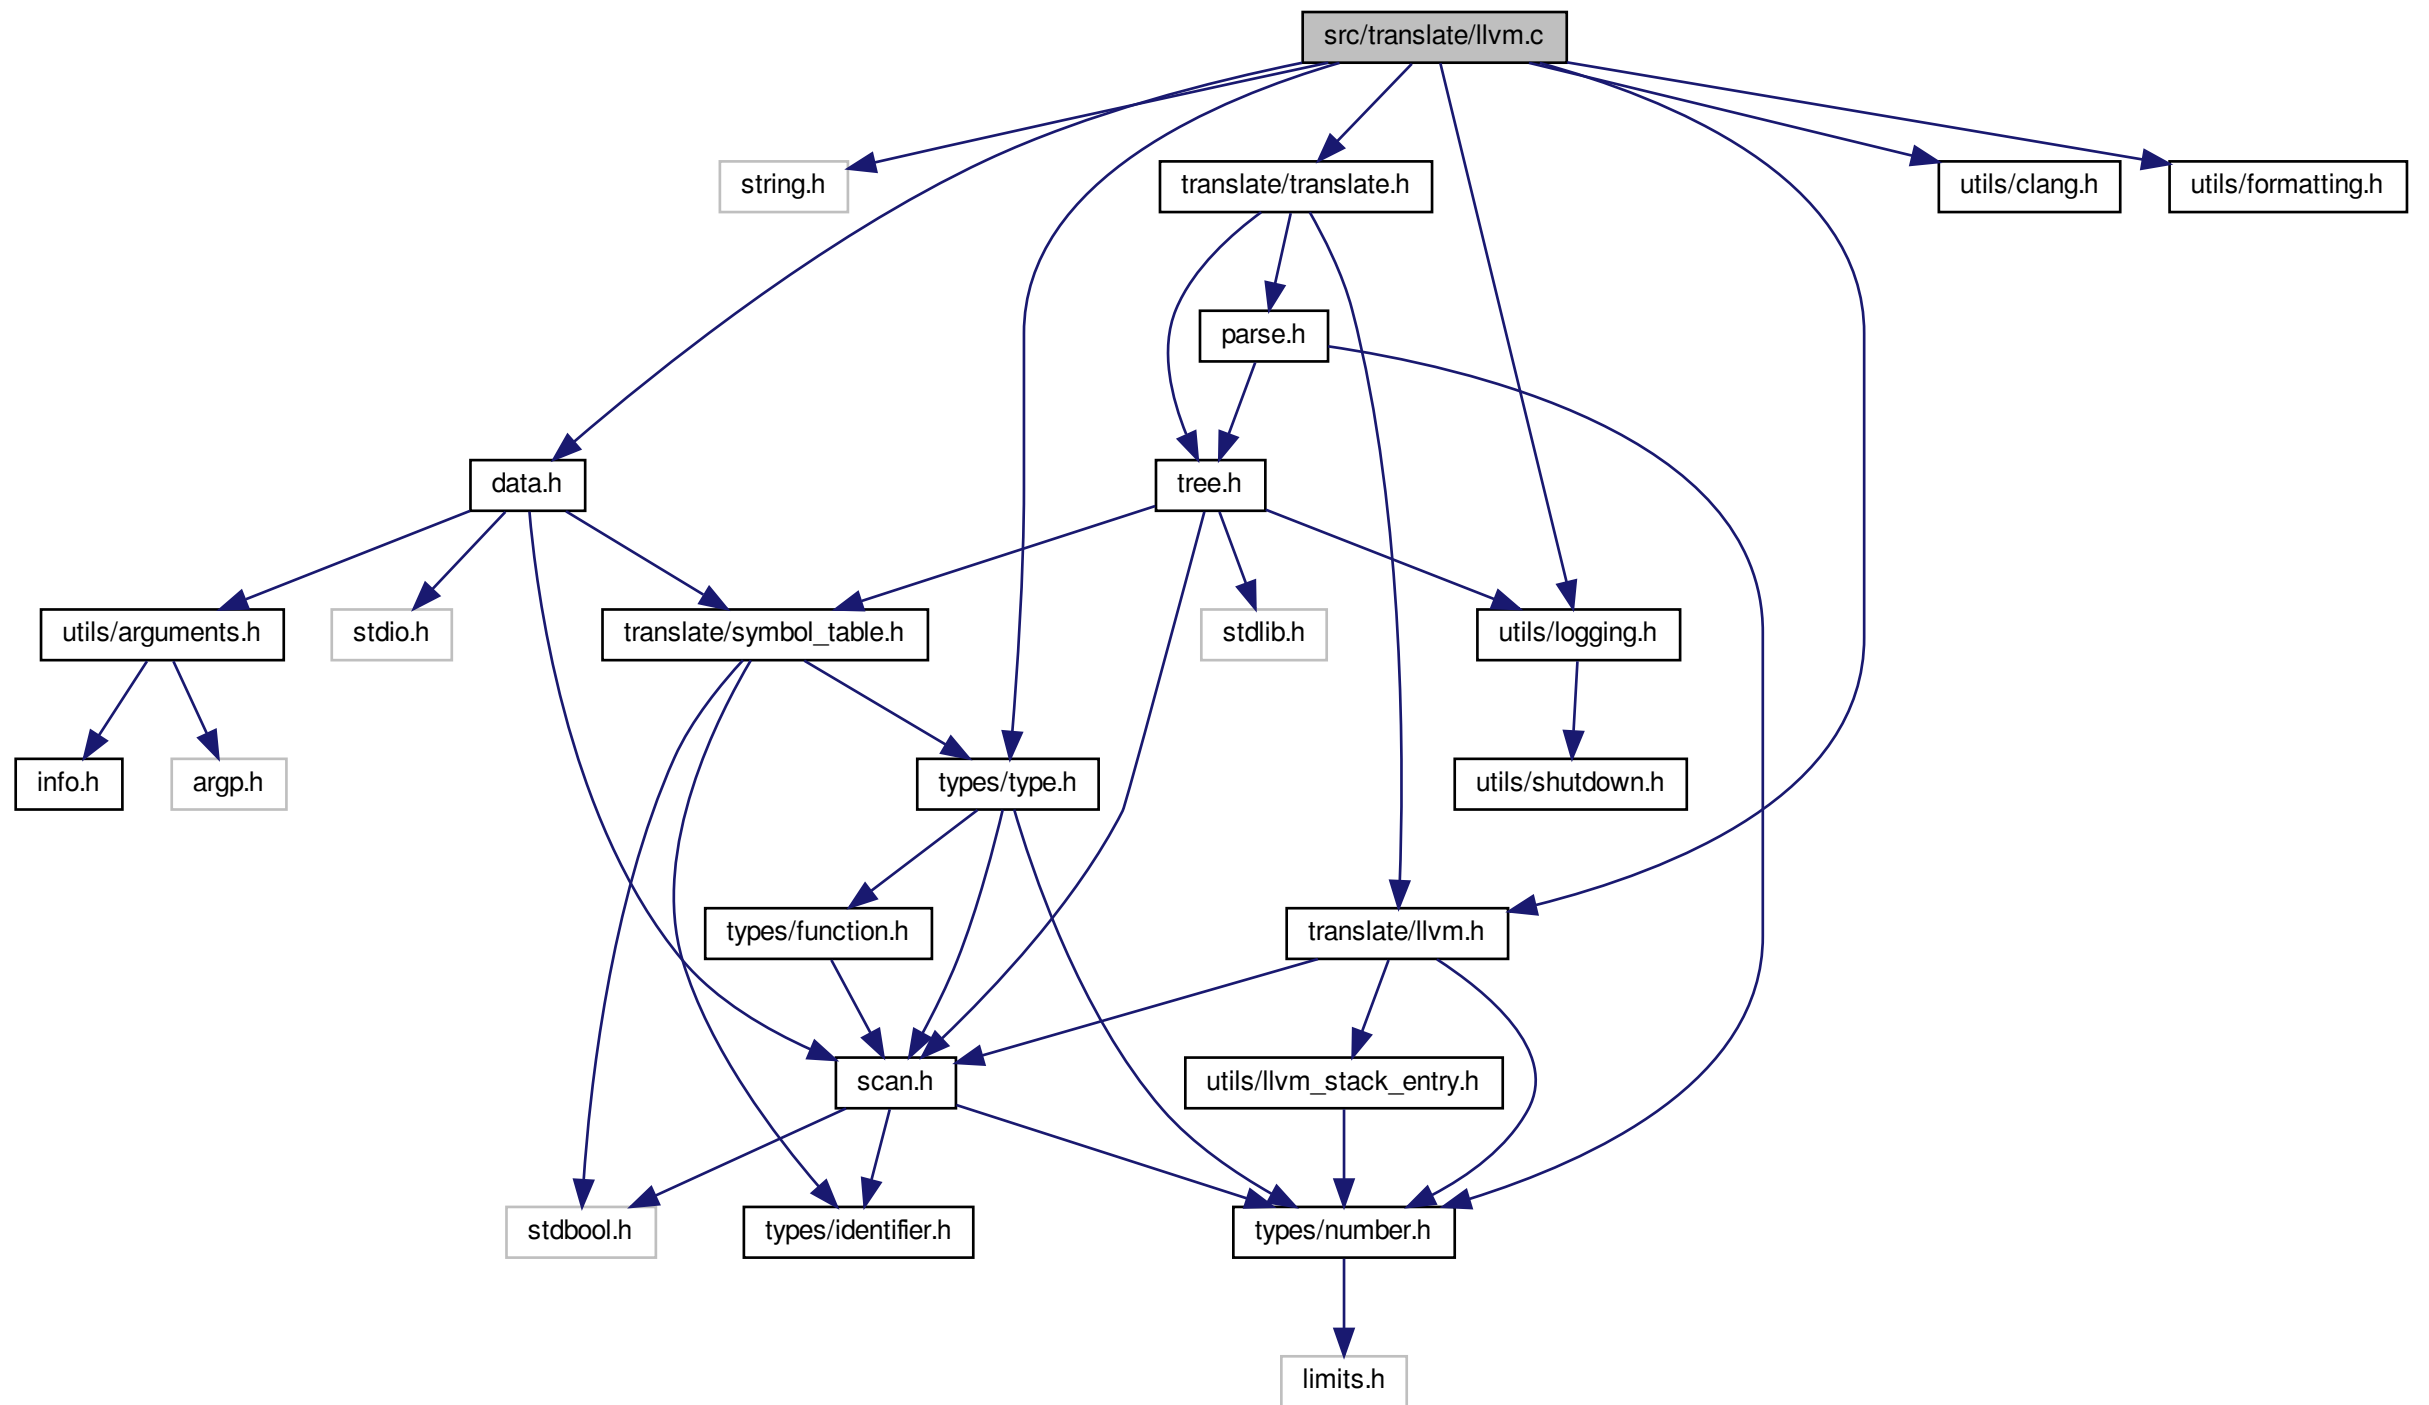 src/translate/llvm.c
string.h
translate/translate.h
utils/clang.h
utils/formatting.h
parse.h
data.h
tree.h
utils/arguments.h
stdio.h
translate/symbol_table.h
stdlib.h
utils/logging.h
info.h
argp.h
types/type.h
utils/shutdown.h
types/function.h
translate/llvm.h
scan.h
utils/llvm_stack_entry.h
stdbool.h
types/identifier.h
types/number.h
limits.h